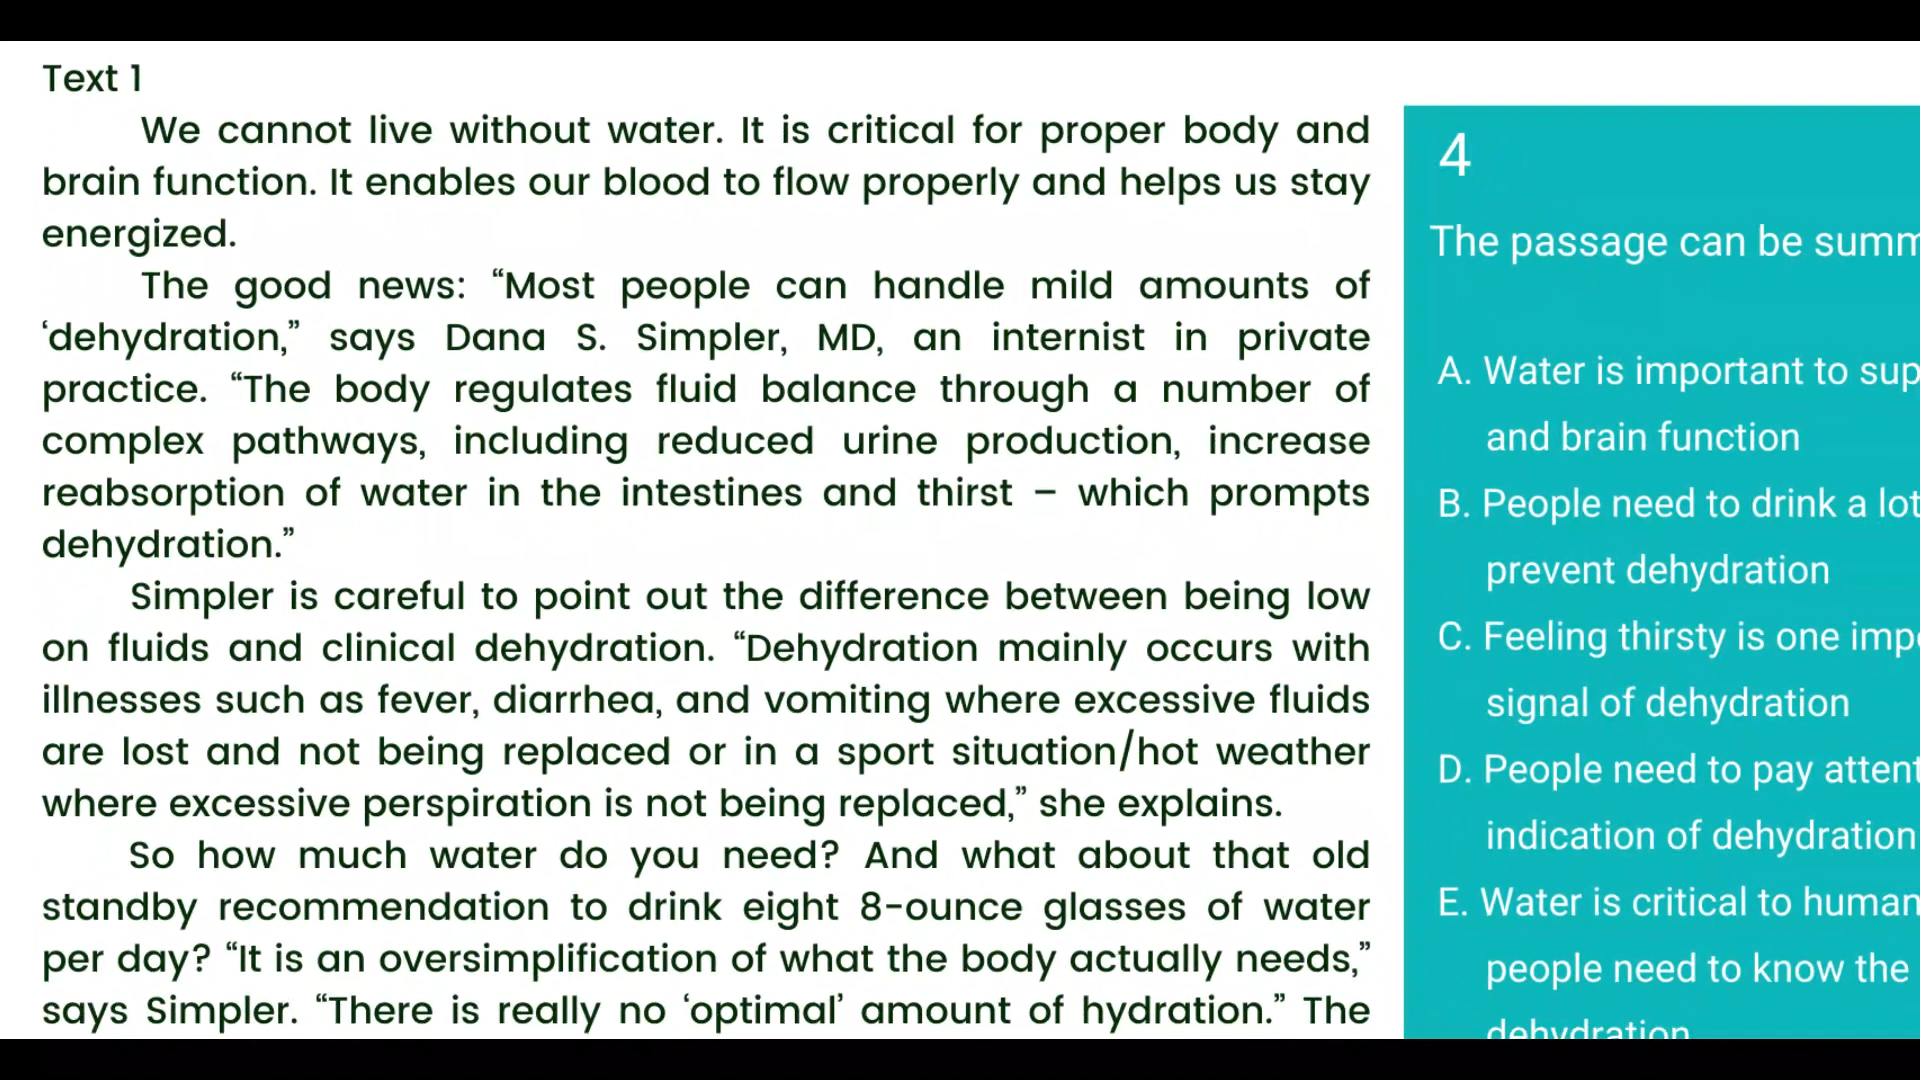 Text 1
We cannot live without water. It is critical for proper body and
brain function. It enables our blood to flow properly and helps us stay
energized.
The good news: “Most people can handle mild amounts of
‘dehydration,” says Dana S. Simpler, MD, an internist in private
practice. “The body regulates fluid balance through a number of
complex pathways, including reduced urine production, increase
reabsorption of water in the intestines and thirst – which prompts
dehydration.”
Simpler is careful to point out the difference between being low
on fluids and clinical dehydration. “Dehydration mainly occurs with
illnesses such as fever, diarrhea, and vomiting where excessive fluids
are lost and not being replaced or in a sport situation/hot weather
where excessive perspiration is not being replaced,” she explains.
So how much water do you need? And what about that old
standby recommendation to drink eight 8-ounce glasses of water
per day? “It is an oversimplification of what the body actually needs,”
says Simpler. “There is really no ‘optimal’ amount of hydration.” The
4
The passage can be summ
A. Water is important to sup
and brain function
B. People need to drink a lot
prevent dehydration
C. Feeling thirsty is one imp
signal of dehydration
D. People need to pay attent
indication of dehydration
E. Water is critical to human
people need to know the
dehydration